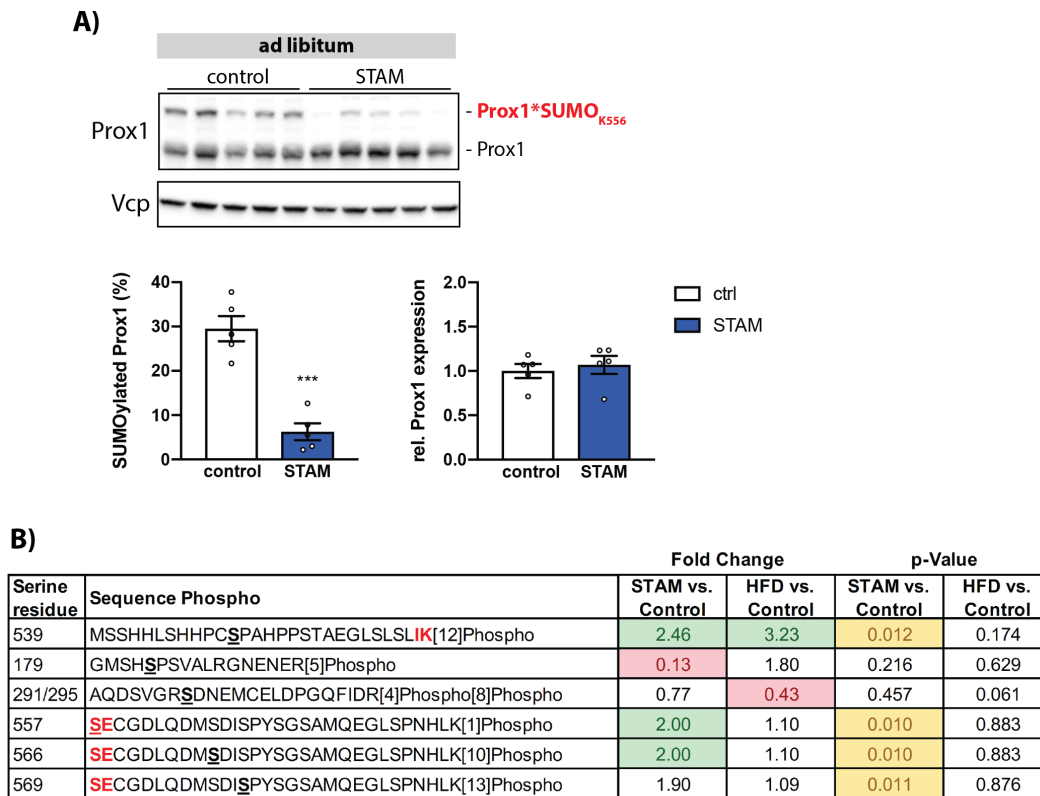 A)
ad libitum
control STAM
Prox1
- Prox1*SUMO K556
- Prox1
Vcp
SUMOylated Prox1 (%)
40
30
20
10
0
***
control STAM
rel. Prox1 expression
2.0
1.5
1.0
0.5
0.0
control STAM
ctrl
STAM
B)
Fold Change p-Value
Serine residue Sequence Phospho STAM vs. Control HFD vs. Control STAM vs. Control HFD vs. Control
539 MSSHHLSHHPCSPAHPPSTAEGLSLSLIK[12]Phospho 2.46 3.23 0.012 0.174
179 GMSHSPSVALRGNENER[5]Phospho 0.13 1.80 0.216 0.629
291/295 AQDSVGRSDNEMCELDPGQFIDR[4]Phospho[8]Phospho 0.77 0.43 0.457 0.061
557 SECGDLQDMSDISPYSGSAMQEGLSPNHLK[1]Phospho 2.00 1.10 0.010 0.883
566 SECGDLQDMSDISPYSGSAMQEGLSPNHLK[10]Phospho 2.00 1.10 0.010 0.883
569 SECGDLQDMSDISPYSGSAMQEGLSPNHLK[13]Phospho 1.90 1.09 0.011 0.876